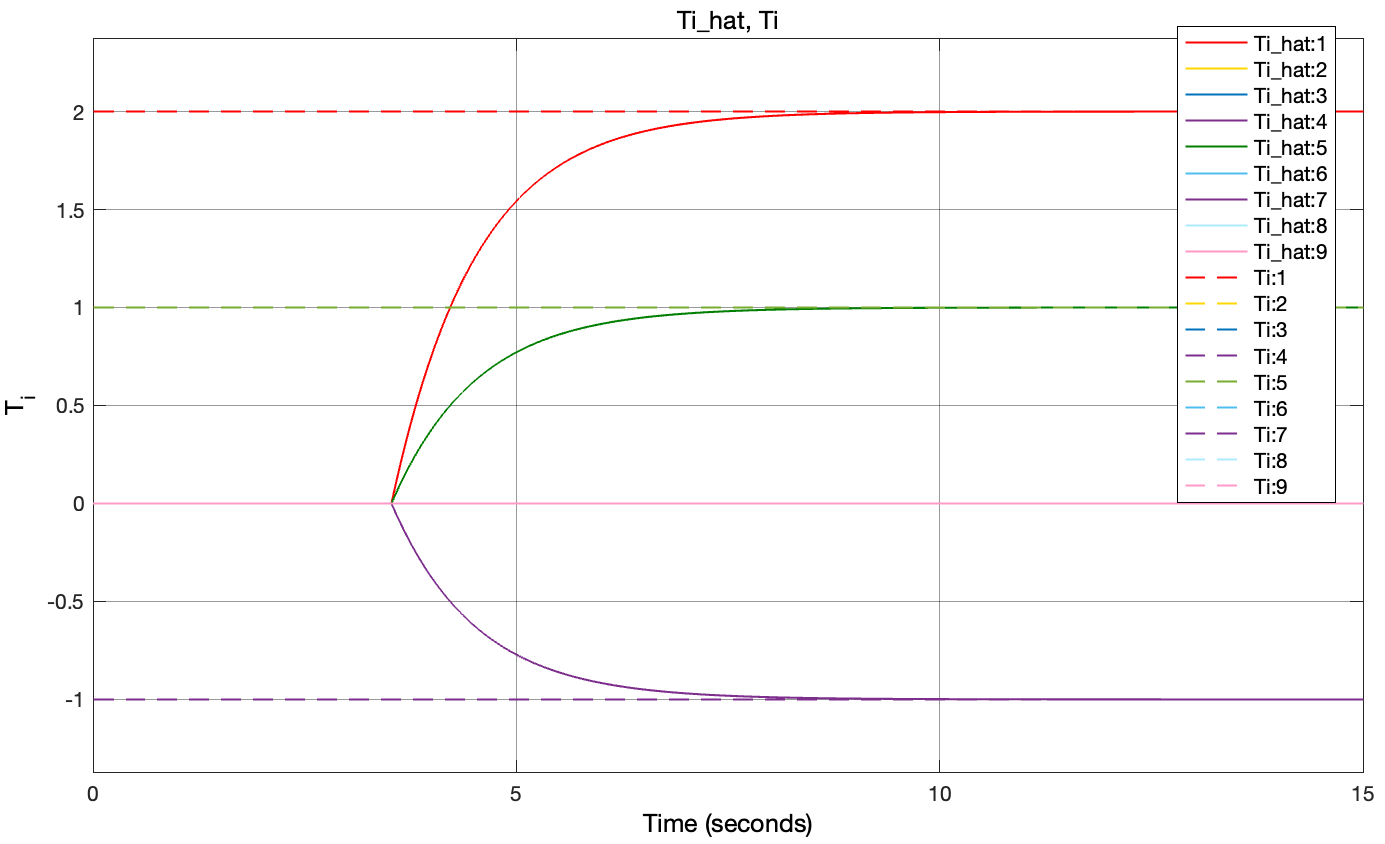 Ti_hat, Ti
Ti_hat:1
Ti_hat:2
Ti_hat:3
Ti_hat:4
Ti_hat:5
Ti_hat:6
Ti_hat:7
Ti_hat:8
Ti_hat:9
Ti:1
Ti:2
Ti:3
Ti:4
Ti:5
Ti:6
Ti:7
Ti:8
Ti:9
2
1.5
1
0.5
0
-0.5
-1
Ti
0 5 10 15
Time (seconds)